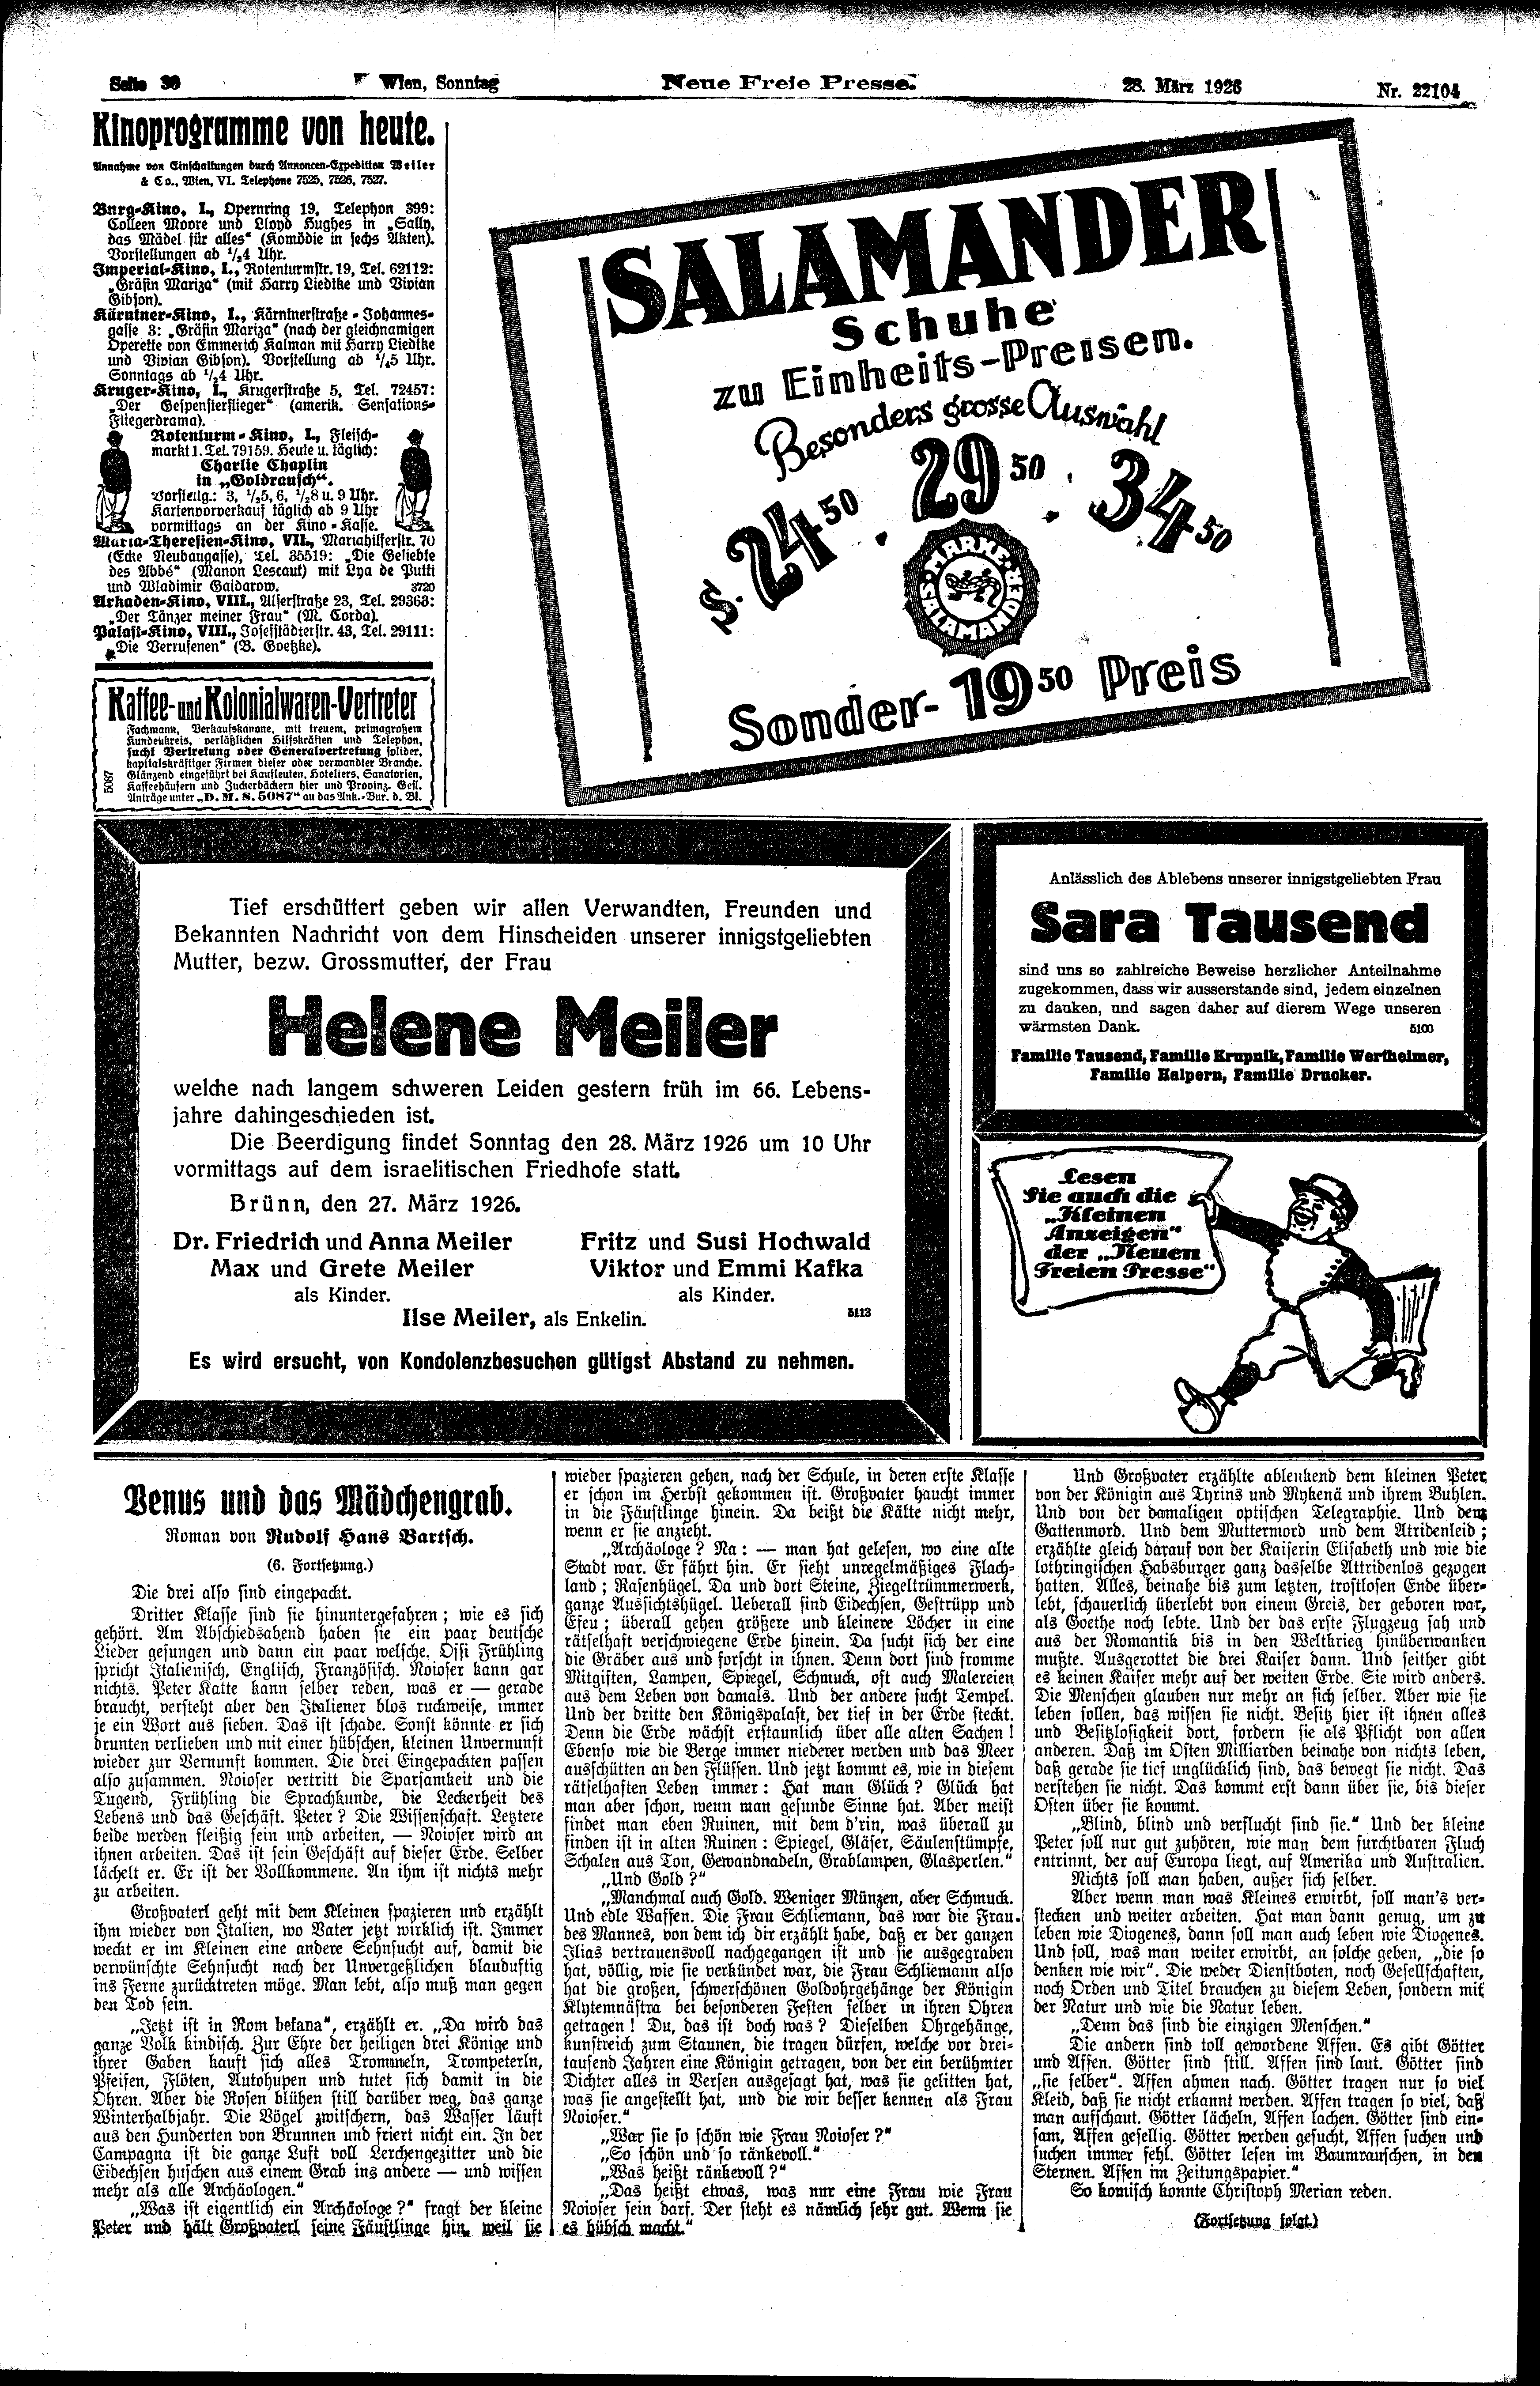 Seite 30
Wien, Sonntag
Neue Freie Presse.
28. März 1926
Nr. 22104
Kinoprogramme von heute.
Annahme von Einschaltungen durch Annoncen-Expedition Weiler
& Co., Wien, VI. Telephone 7525, 7526, 7527.
Burg-Kino, I., Opernring 19, Telephon 399:
Colleen Moore und Lloyd Hughes in „Sally,
das Mädel für alles“ (Komödie in sechs Akten).
Vorstellungen ab ½4 Uhr.
Imperial-Kino, I., Rotenturmstr. 19, Tel. 62112:
„Gräfin Mariza“ (mit Harry Liedtke und Vivian
Gibson).
Kärntner-Kino, I., Kärntnerstraße - Johannes-
gasse 3: „Gräfin Mariza“ (nach der gleichnamigen
Operette von Emmerich Kalman mit Harry Liedtke
und Vivian Gibson). Vorstellung ab ½5 Uhr.
Sonntags ab ½4 Uhr.
Kruger-Kino, I., Krugerstraße 5, Tel. 72457:
„Der Gespensterflieger“ (amerik. Sensations-
Fliegerdrama).
Rotenturm-Kino, I., Fleisch-
markt 1. Tel. 79159. Heute u. täglich:
Charlie Chaplin
in „Goldrausch“.
Vorstellg.: 3, ½5, 6, ½8 u. 9 Uhr.
Kartenvorverkauf täglich ab 9 Uhr
vormittags an der Kino-Kasse.
Maria-Theresien-Kino, VII., Mariahilferstr. 70
(Ecke Neubaugasse), Tel. 35519: „Die Geliebte
des Abbé“ (Manon Lescaut) mit Lya de Putti
und Wladimir Gaidarow. 3720
Arkaden-Kino, VIII., Alserstraße 23, Tel. 29363:
„Der Tänzer meiner Frau“ (M. Corda).
Palast-Kino, VIII., Josefstädterstr. 43, Tel. 29111:
„Die Verrufenen“ (B. Goetzke).
Kaffee- und Kolonialwaren-Vertreter
Fachmann, Verkaufskanone, mit treuem, primagroßem
Kundenkreis, verläßlichen Hilfskräften und Telephon,
sucht Vertretung oder Generalvertretung solider,
kapitalskräftiger Firmen dieser oder verwandter Branche.
Glänzend eingeführt bei Kaufleuten, Hoteliers, Sanatorien,
Kaffeehäusern und Zuckerbäckern hier und Provinz. Gefl.
Anträge unter „D. M. S. 5087“ an das Ank.-Bur. d. Bl.
5087
SALAMANDER
Schuhe
zu Einheits-Preisen.
Besonders grosse Auswahl
S. 24 50 . 29 50 . 34 50
MARKE SALAMANDER
Sonder- 19 50 Preis
Tief erschüttert geben wir allen Verwandten, Freunden und
Bekannten Nachricht von dem Hinscheiden unserer innigstgeliebten
Mutter, bezw. Grossmutter, der Frau
Helene Meiler
welche nach langem schweren Leiden gestern früh im 66. Lebens-
jahre dahingeschieden ist.
Die Beerdigung findet Sonntag den 28. März 1926 um 10 Uhr
vormittags auf dem israelitischen Friedhofe statt.
Brünn, den 27. März 1926.
Dr. Friedrich und Anna Meiler
Max und Grete Meiler
als Kinder.
Fritz und Susi Hochwald
Viktor und Emmi Kafka
als Kinder.
Ilse Meiler, als Enkelin.
5113
Es wird ersucht, von Kondolenzbesuchen gütigst Abstand zu nehmen.
Anlässlich des Ablebens unserer innigstgeliebten Frau
Sara Tausend
sind uns so zahlreiche Beweise herzlicher Anteilnahme
zugekommen, dass wir ausserstande sind, jedem einzelnen
zu danken, und sagen daher auf dierem Wege unseren
wärmsten Dank. 5100
Familie Tausend, Familie Krupnik, Familie Wertheimer,
Familie Halpern, Familie Drucker.
Lesen
Sie auch die
„Kleinen
Anzeigen“
der „Neuen
Freien Presse“
Venus und das Mädchengrab.
Roman von Rudolf Hans Bartsch.
(6. Fortsetzung.)
Die drei also sind eingepackt.
Dritter Klasse sind sie hinuntergefahren; wie es sich
gehört. Am Abschiedsabend haben sie ein paar deutsche
Lieder gesungen und dann ein paar welsche. Ossi Frühling
spricht Italienisch, Englisch, Französisch. Noioser kann gar
nichts. Peter Katte kann selber reden, was er — gerade
braucht, versteht aber den Italiener blos ruckweise, immer
je ein Wort aus sieben. Das ist schade. Sonst könnte er sich
drunten verlieben und mit einer hübschen, kleinen Unvernunft
wieder zur Vernunft kommen. Die drei Eingepackten passen
also zusammen. Noioser vertritt die Sparsamkeit und die
Tugend, Frühling die Sprachkunde, die Leckerheit des
Lebens und das Geschäft. Peter? Die Wissenschaft. Letztere
beide werden fleißig sein und arbeiten, — Noioser wird an
ihnen arbeiten. Das ist sein Geschäft auf dieser Erde. Selber
lächelt er. Er ist der Vollkommene. An ihm ist nichts mehr
zu arbeiten.
Großvaterl geht mit dem Kleinen spazieren und erzählt
ihm wieder von Italien, wo Vater jetzt wirklich ist. Immer
weckt er im Kleinen eine andere Sehnsucht auf, damit die
verwünschte Sehnsucht nach der Unvergeßlichen blauduftig
ins Ferne zurücktreten möge. Man lebt, also muß man gegen
den Tod sein.
„Jetzt ist in Rom befana“, erzählt er. „Da wird das
ganze Volk kindisch. Zur Ehre der heiligen drei Könige und
ihrer Gaben kauft sich alles Trommeln, Trompeterln,
Pfeifen, Flöten, Autohupen und tutet sich damit in die
Ohren. Aber die Rosen blühen still darüber weg, das ganze
Winterhalbjahr. Die Vögel zwitschern, das Wasser läuft
aus den Hunderten von Brunnen und friert nicht ein. In der
Campagna ist die ganze Luft voll Lerchengezitter und die
Eidechsen huschen aus einem Grab ins andere — und wissen
mehr als alle Archäologen.“
„Was ist eigentlich ein Archäologe?“ fragt der kleine
Peter und hält Großvaterl seine Fäustlinge hin, weil sie
wieder spazieren gehen, nach der Schule, in deren erste Klasse
er schon im Herbst gekommen ist. Großvater haucht immer
in die Fäustlinge hinein. Da beißt die Kälte nicht mehr,
wenn er sie anzieht.
„Archäologe? Na: — man hat gelesen, wo eine alte
Stadt war. Er fährt hin. Er sieht unregelmäßiges Flach-
land; Rasenhügel. Da und dort Steine, Ziegeltrümmerwerk,
ganze Aussichtshügel. Ueberall sind Eidechsen, Gestrüpp und
Efeu; überall gehen größere und kleinere Löcher in eine
rätselhaft verschwiegene Erde hinein. Da sucht sich der eine
die Gräber aus und forscht in ihnen. Denn dort sind fromme
Mitgiften, Lampen, Spiegel, Schmuck, oft auch Malereien
aus dem Leben von damals. Und der andere sucht Tempel.
Und der dritte den Königspalast, der tief in der Erde steckt.
Denn die Erde wächst erstaunlich über alle alten Sachen!
Ebenso wie die Berge immer niederer werden und das Meer
ausschütten an den Flüssen. Und jetzt kommt es, wie in diesem
rätselhaften Leben immer: Hat man Glück? Glück hat
man aber schon, wenn man gesunde Sinne hat. Aber meist
findet man eben Ruinen, mit dem d'rin, was überall zu
finden ist in alten Ruinen: Spiegel, Gläser, Säulenstümpfe,
Schalen aus Ton, Gewandnadeln, Grablampen, Glasperlen.“
„Und Gold?“
„Manchmal auch Gold. Weniger Münzen, aber Schmuck.
Und edle Waffen. Die Frau Schliemann, das war die Frau
des Mannes, von dem ich dir erzählt habe, daß er der ganzen
Ilias vertrauensvoll nachgegangen ist und sie ausgegraben
hat, völlig, wie sie verkündet war, die Frau Schliemann also
hat die großen, schwerschönen Goldohrgehänge der Königin
Klytemnästra bei besonderen Festen selber in ihren Ohren
getragen! Du, das ist doch was? Dieselben Ohrgehänge,
kunstreich zum Staunen, die tragen dürfen, welche vor drei-
tausend Jahren eine Königin getragen, von der ein berühmter
Dichter alles in Versen ausgesagt hat, was sie gelitten hat,
was sie angestellt hat, und die wir besser kennen als Frau
Noioser.“
„War sie so schön wie Frau Noioser?“
„So schön und so ränkevoll.“
„Was heißt ränkevoll?“
„Das heißt etwas, was nur eine Frau wie Frau
Noioser sein darf. Der steht es nämlich sehr gut. Wenn sie
es hübsch macht.“
Und Großvater erzählte ablenkend dem kleinen Peter
von der Königin aus Tyrins und Mykenä und ihrem Buhlen.
Und von der damaligen optischen Telegraphie. Und dem
Gattenmord. Und dem Muttermord und dem Atridenleid;
erzählte gleich darauf von der Kaiserin Elisabeth und wie die
lothringischen Habsburger ganz dasselbe Attridenlos gezogen
hatten. Alles, beinahe bis zum letzten, trostlosen Ende über-
lebt, schauerlich überlebt von einem Greis, der geboren war,
als Goethe noch lebte. Und der das erste Flugzeug sah und
aus der Romantik bis in den Weltkrieg hinüberwanken
mußte. Ausgerottet die drei Kaiser dann. Und seither gibt
es keinen Kaiser mehr auf der weiten Erde. Sie wird anders.
Die Menschen glauben nur mehr an sich selber. Aber wie sie
leben sollen, das wissen sie nicht. Besitz hier ist ihnen alles
und Besitzlosigkeit dort, fordern sie als Pflicht von allen
anderen. Daß im Osten Milliarden beinahe von nichts leben,
daß gerade sie tief unglücklich sind, das bewegt sie nicht. Das
verstehen sie nicht. Das kommt erst dann über sie, bis dieser
Osten über sie kommt.
„Blind, blind und verflucht sind sie.“ Und der kleine
Peter soll nur gut zuhören, wie man dem furchtbaren Fluch
entrinnt, der auf Europa liegt, auf Amerika und Australien.
Nichts soll man haben, außer sich selber.
Aber wenn man was Kleines erwirbt, soll man's ver-
stecken und weiter arbeiten. Hat man dann genug, um zu
leben wie Diogenes, dann soll man auch leben wie Diogenes.
Und soll, was man weiter erwirbt, an solche geben, „die so
denken wie wir“. Die weder Dienstboten, noch Gesellschaften,
noch Orden und Titel brauchen zu diesem Leben, sondern mit
der Natur und wie die Natur leben.
„Denn das sind die einzigen Menschen.“
Die andern sind toll gewordene Affen. Es gibt Götter
und Affen. Götter sind still. Affen sind laut. Götter sind
„sie selber“. Affen ahmen nach. Götter tragen nur so viel
Kleid, daß sie nicht erkannt werden. Affen tragen so viel, daß
man aufschaut. Götter lächeln, Affen lachen. Götter sind ein-
sam, Affen gesellig. Götter werden gesucht, Affen suchen und
suchen immer fehl. Götter lesen im Baumrauschen, in den
Sternen. Affen im Zeitungspapier.“
So komisch konnte Christoph Merian reden.
(Fortsetzung folgt.)